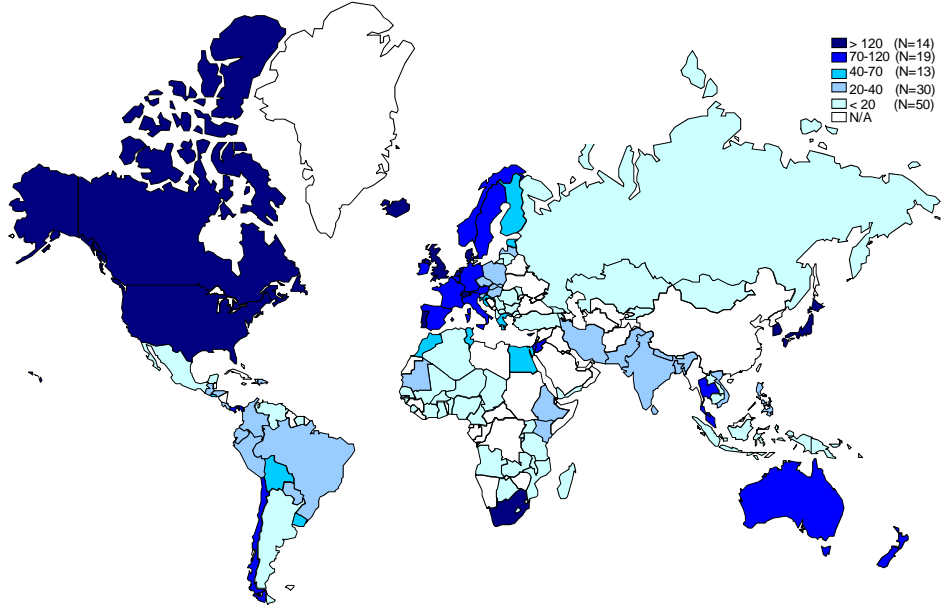 > 120 (N=14)
70-120 (N=19)
40-70 (N=13)
20-40 (N=30)
< 20 (N=50)
N/A